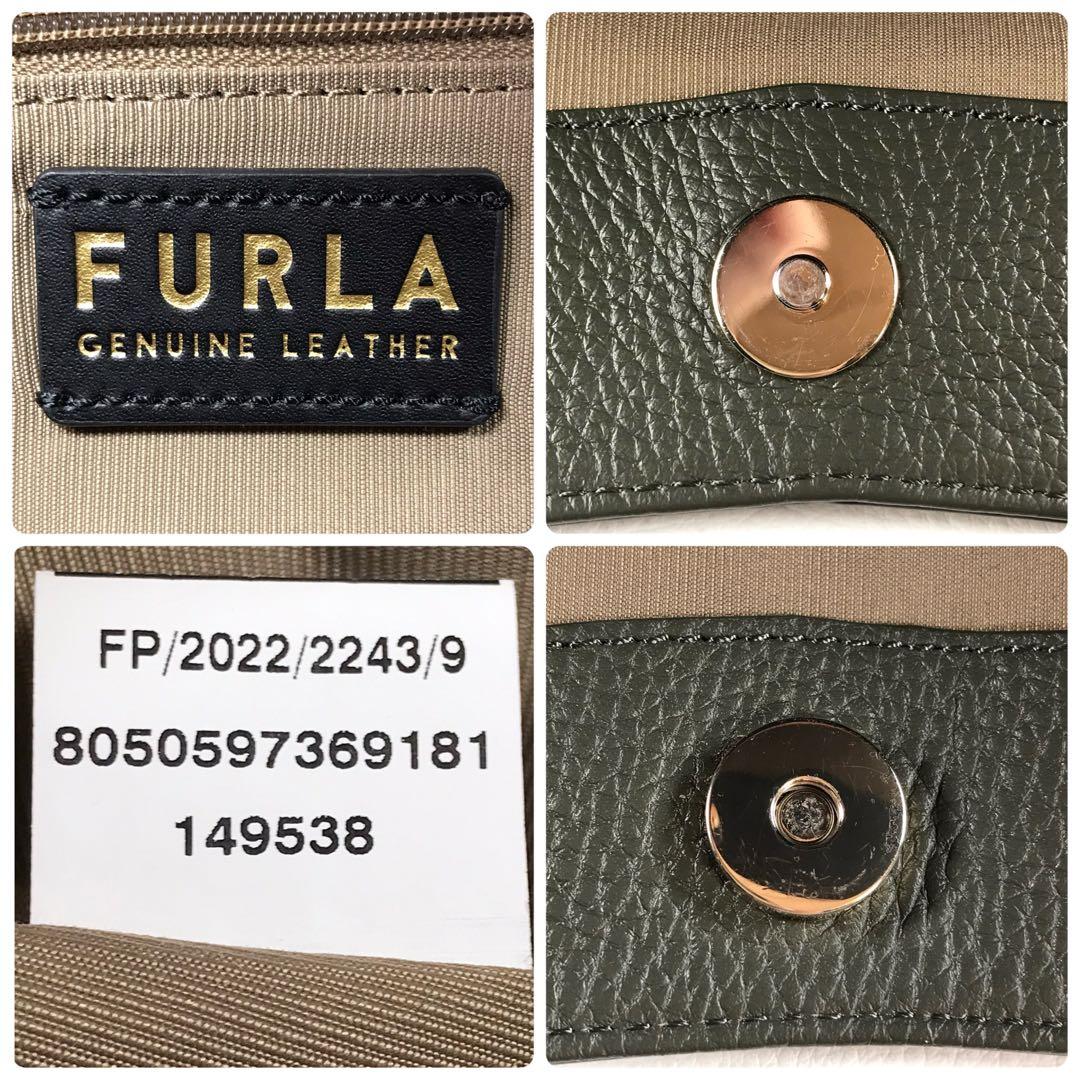 FURLA
GENUINE LEATHER
FP/2022/2243/9
8050597369181
149538